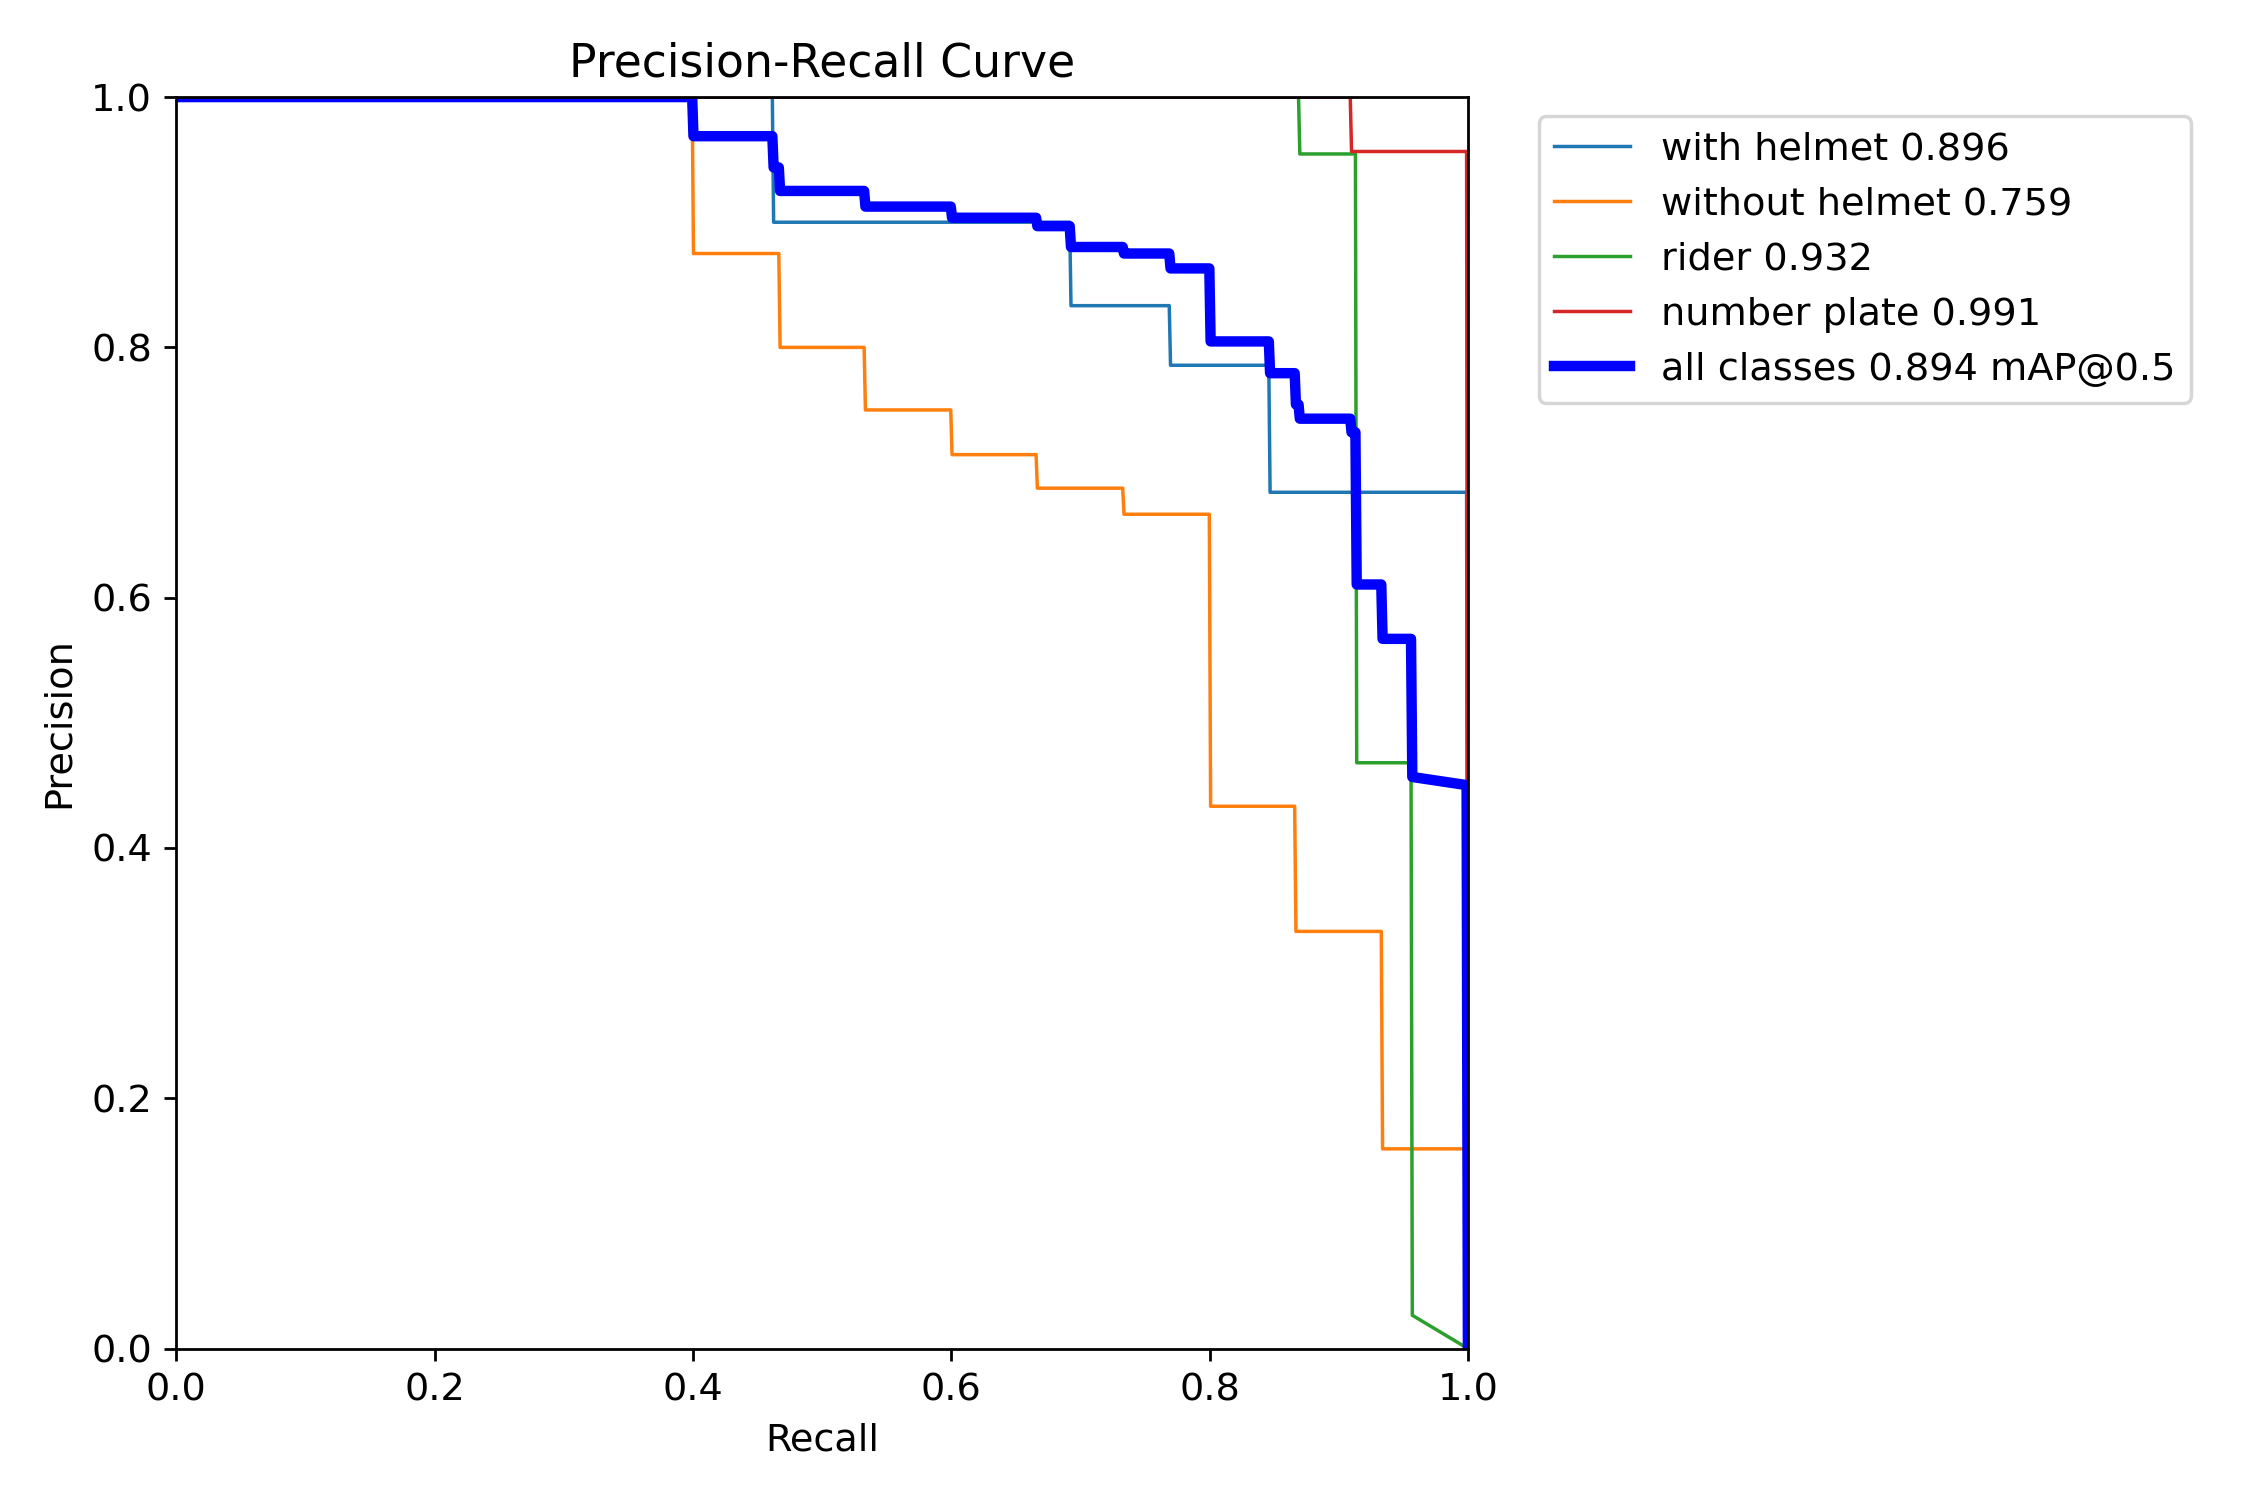 Precision-Recall Curve
1.0
0.8
0.6
0.4
0.2
0.0
Precision
0.0 0.2 0.4 0.6 0.8 1.0
Recall
with helmet 0.896
without helmet 0.759
rider 0.932
number plate 0.991
all classes 0.894 mAP@0.5